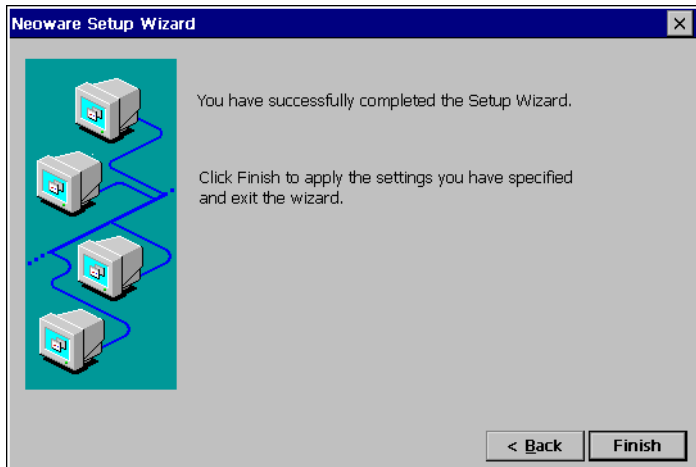 Neoware Setup Wizard
You have successfully completed the Setup Wizard.
Click Finish to apply the settings you have specified
and exit the wizard.
< Back
Finish